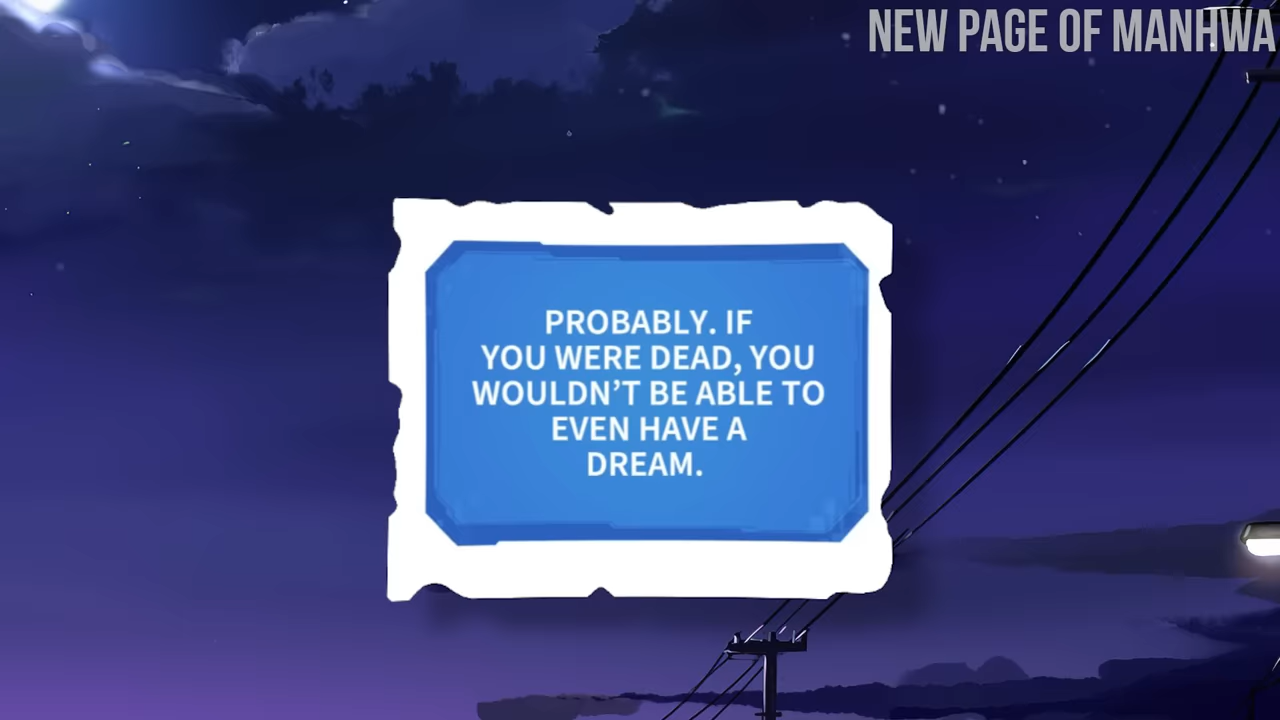 NEW PAGE OF MANHWA
PROBABLY. IF
YOU WERE DEAD, YOU
WOULDN'T BE ABLE TO
EVEN HAVE A
DREAM.